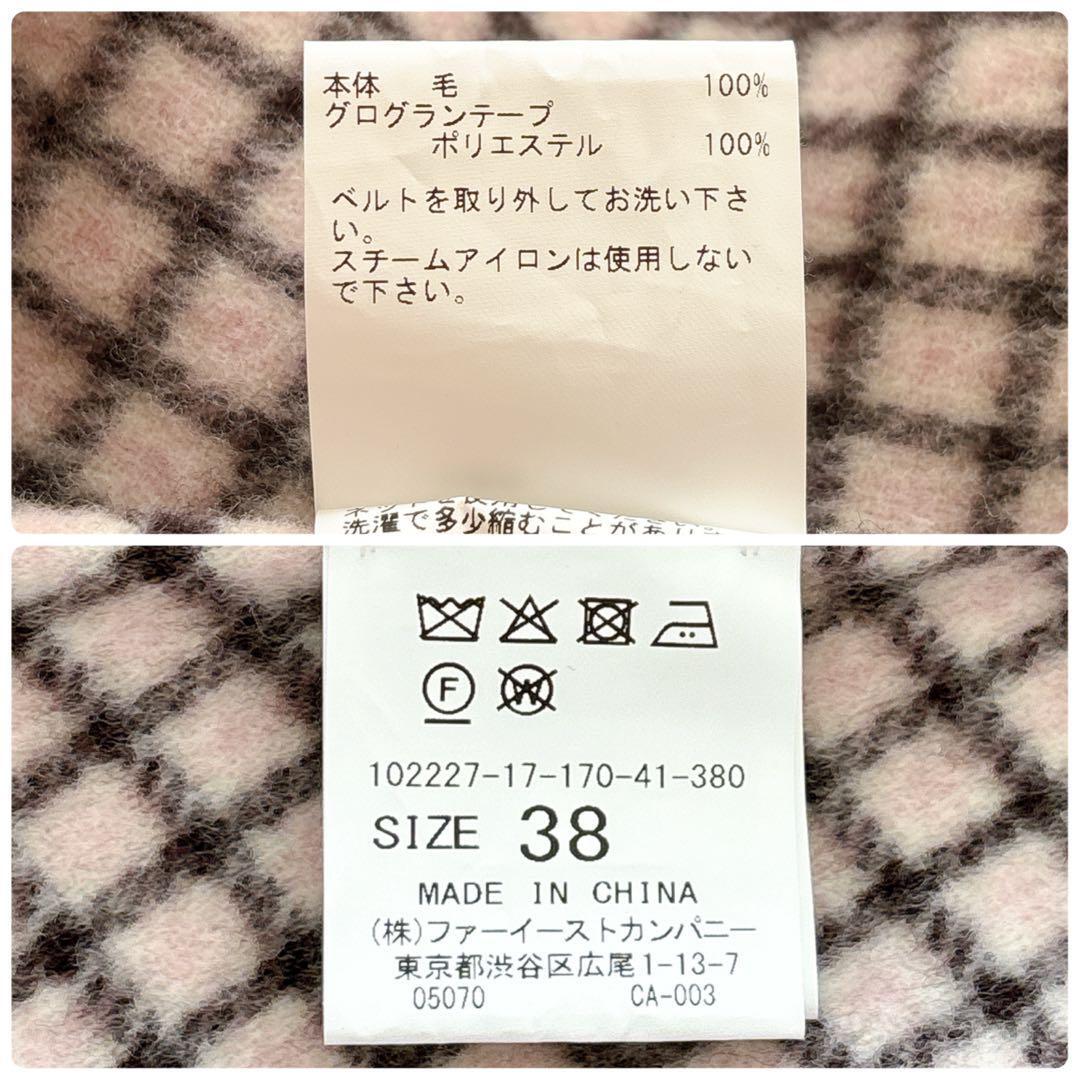 本体 毛 100%
グログランテープ
ポリエステル 100%
ベルトを取り外してお洗い下さ
い。
スチームアイロンは使用しない
で下さい。
洗濯で多少縮むことがあります
F
W
102227-17-170-41-380
SIZE 38
MADE IN CHINA
(株)ファーイーストカンパニー
東京都渋谷区広尾1-13-7
05070 CA-003